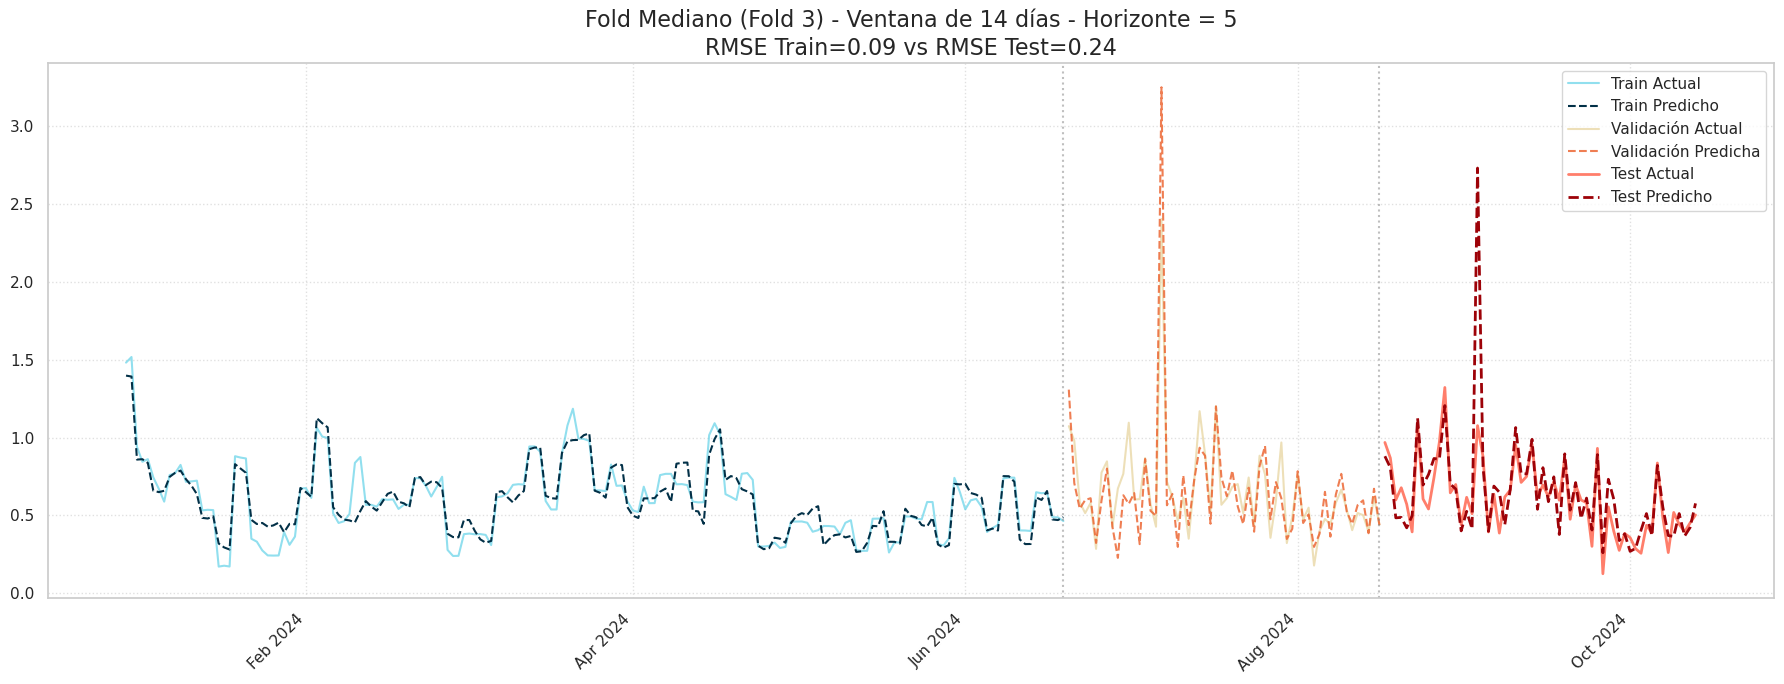 Fold Mediano (Fold 3) - Ventana de 14 días - Horizonte = 5
RMSE Train=0.09 vs RMSE Test=0.24
Train Actual
Train Predicho
Validación Actual
Validación Predicha
Test Actual
Test Predicho
3.0
2.5
2.0
1.5
1.0
0.5
0.0
Feb 2024
Apr 2024
Jun 2024
Aug 2024
Oct 2024